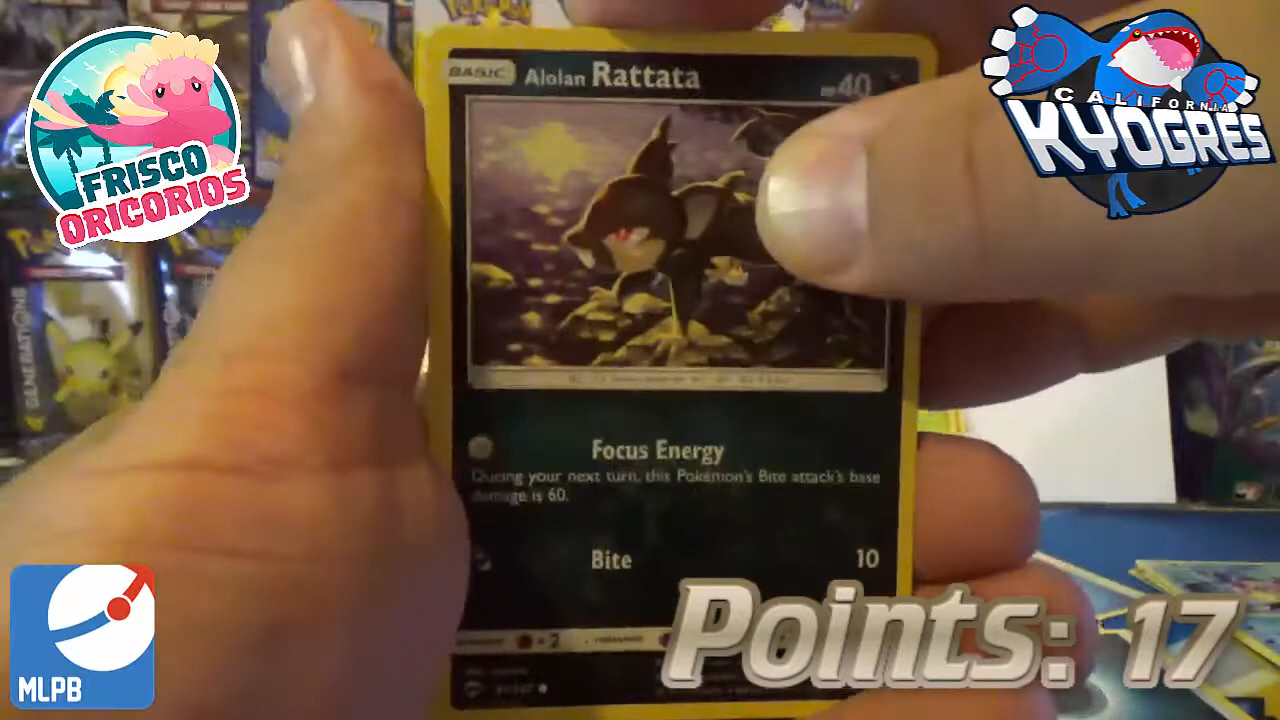 FRISCO
ORICORIOS
CALIFORNIA
KYOGRES
BASIC Alolan Rattata 40
GENERATIONS
Focus Energy
During your next turn, this Pokémon's Bite attack's base
damage is 60.
Bite 10
MLPB
Points: 17